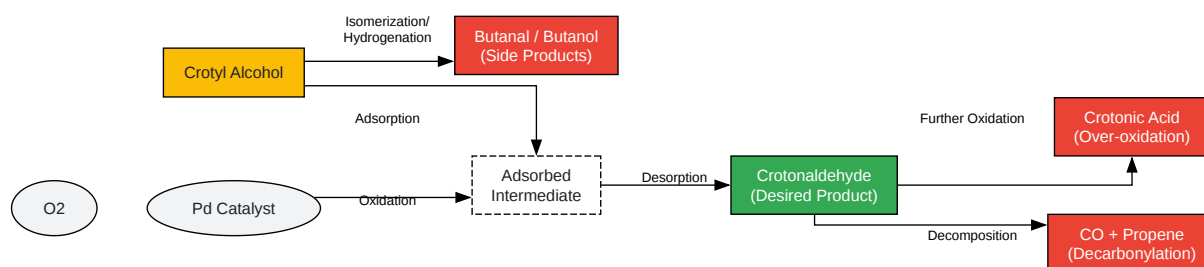 Isomerization/
Hydrogenation
Butanal / Butanol
(Side Products)
Crotyl Alcohol
Adsorption
Further Oxidation
Crotonic Acid
(Over-oxidation)
Adsorbed
Intermediate
Desorption
Crotonaldehyde
(Desired Product)
O2
Pd Catalyst
Oxidation
Decomposition
CO + Propene
(Decarbonylation)